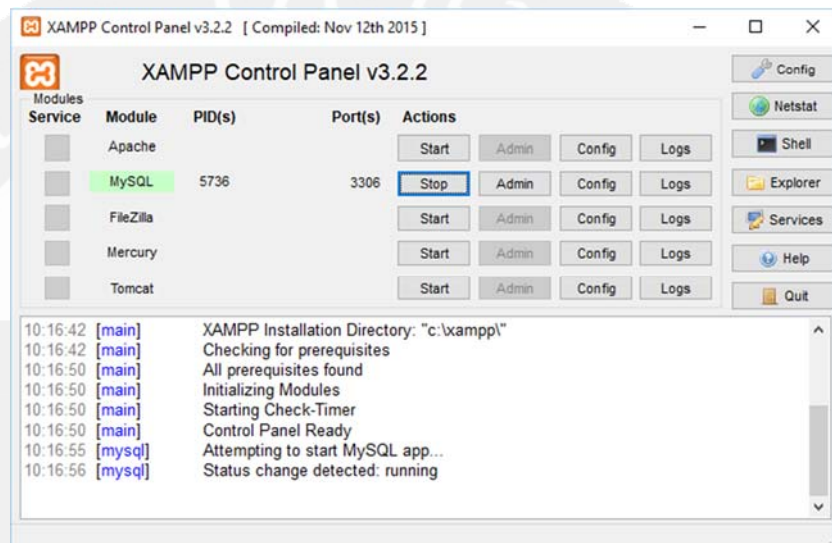 XAMPP Control Panel v3.2.2 [ Compiled: Nov 12th 2015 ]
XAMPP Control Panel v3.2.2
Config
Modules
Service Module PID(s) Port(s) Actions
Netstat
Apache Start Admin Config Logs
Shell
MySQL 5736 3306 Stop Admin Config Logs
Explorer
FileZilla Start Admin Config Logs
Services
Mercury Start Admin Config Logs
Help
Tomcat Start Admin Config Logs
Quit
10:16:42 [main] XAMPP Installation Directory: "c:\xampp\"
10:16:42 [main] Checking for prerequisites
10:16:50 [main] All prerequisites found
10:16:50 [main] Initializing Modules
10:16:50 [main] Starting Check-Timer
10:16:50 [main] Control Panel Ready
10:16:55 [mysql] Attempting to start MySQL app...
10:16:56 [mysql] Status change detected: running